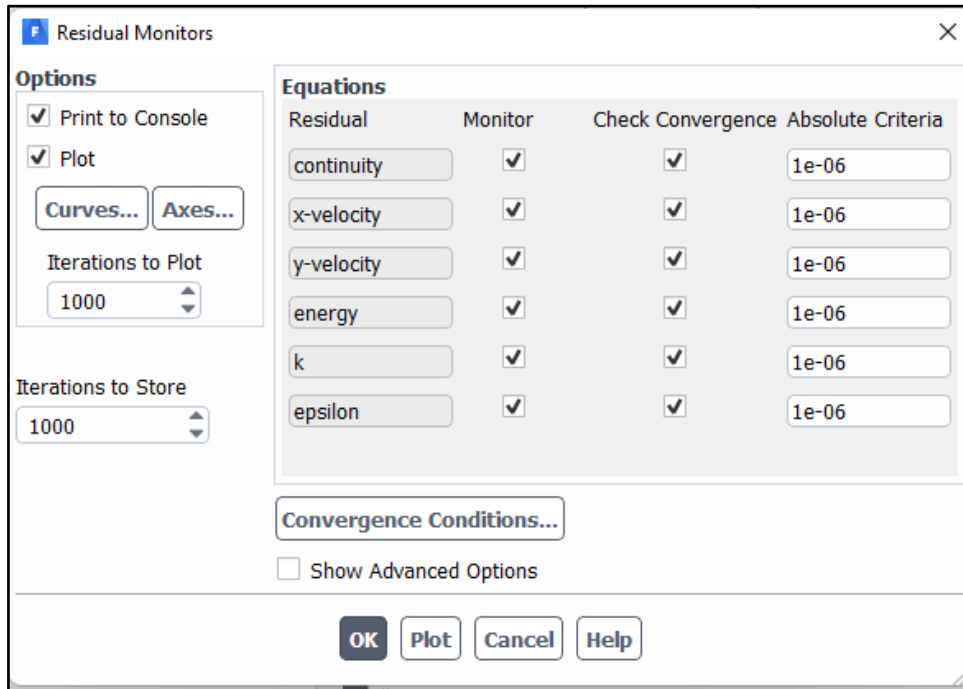 F Residual Monitors
Options
Print to Console
Plot
Curves... Axes...
Iterations to Plot
1000
Iterations to Store
1000
Equations
Residual Monitor Check Convergence Absolute Criteria
continuity 1e-06
x-velocity 1e-06
y-velocity 1e-06
energy 1e-06
k 1e-06
epsilon 1e-06
Convergence Conditions...
Show Advanced Options
OK Plot Cancel Help